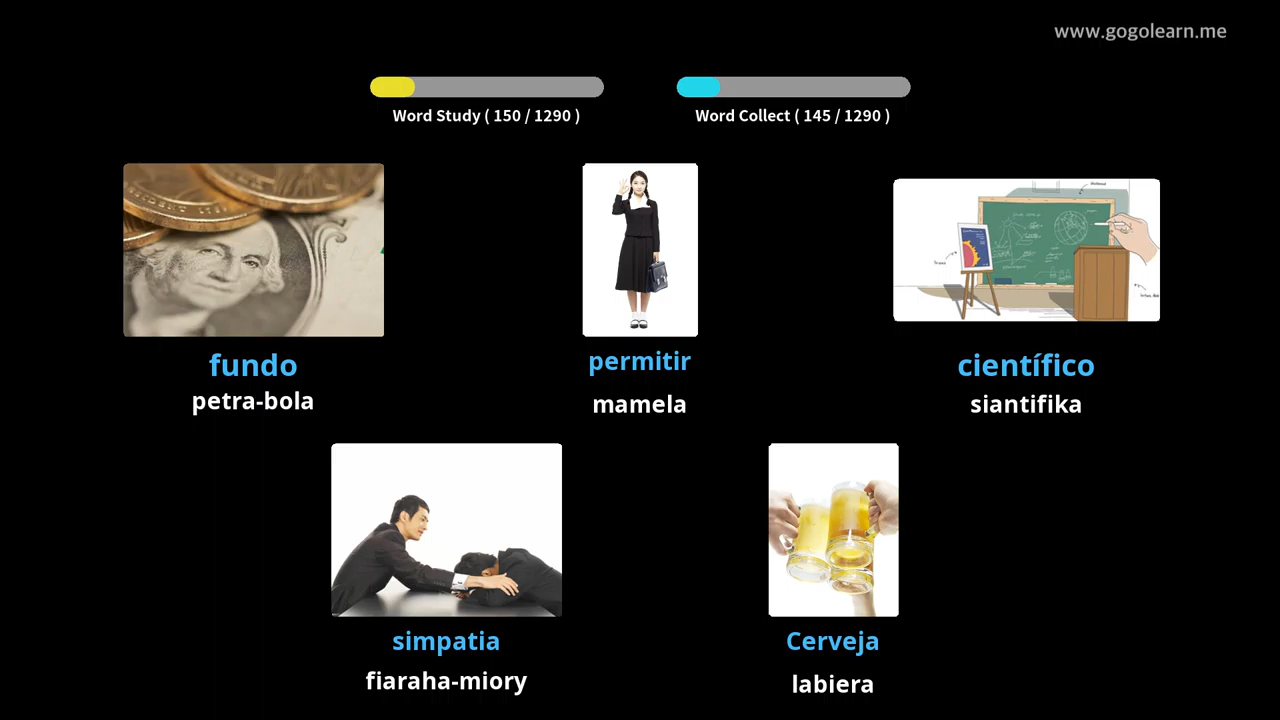 www.gogolearn.me
Word Study ( 150 / 1290 )
Word Collect ( 145 / 1290 )
fundo
petra-bola
permitir
mamela
científico
siantifika
simpatia
fiaraha-miory
Cerveja
labiera